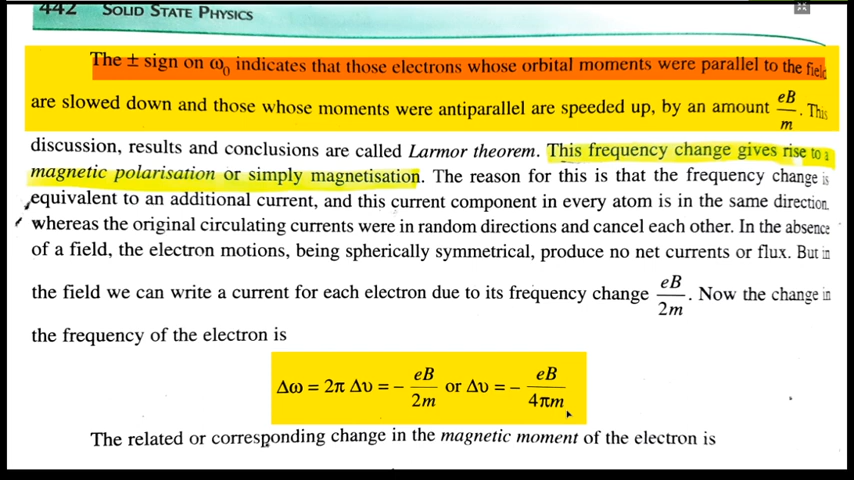 442 SOLID STATE PHYSICS
The ± sign on ω₀ indicates that those electrons whose orbital moments were parallel to the field
are slowed down and those whose moments were antiparallel are speeded up, by an amount eB/m. This
discussion, results and conclusions are called Larmor theorem. This frequency change gives rise to a
magnetic polarisation or simply magnetisation. The reason for this is that the frequency change is
equivalent to an additional current, and this current component in every atom is in the same direction
whereas the original circulating currents were in random directions and cancel each other. In the absence
of a field, the electron motions, being spherically symmetrical, produce no net currents or flux. But in
the field we can write a current for each electron due to its frequency change eB/2m. Now the change in
the frequency of the electron is
Δω = 2π Δυ = − eB/2m or Δυ = − eB/4πm
The related or corresponding change in the magnetic moment of the electron is